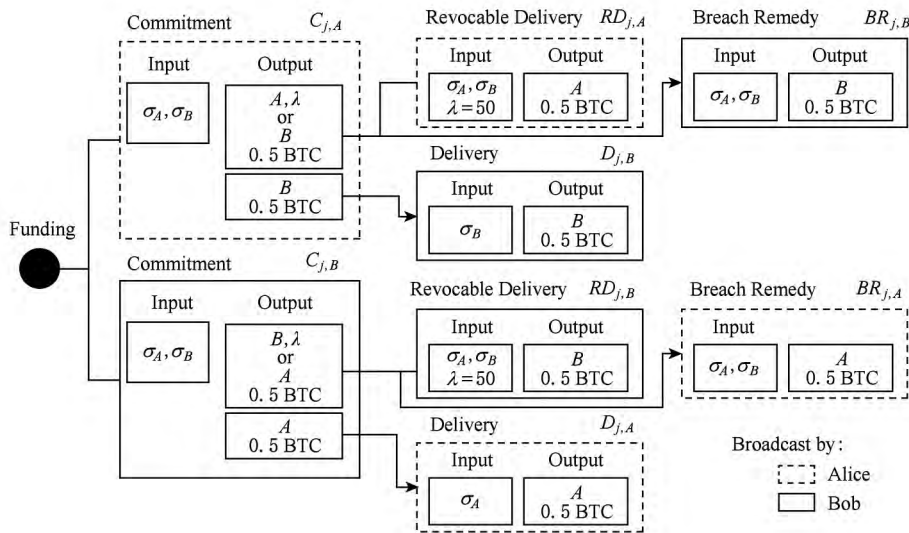 Commitment C_{j,A}
Input Output
σ_A, σ_B
A, λ
or
B
0.5 BTC
B
0.5 BTC
Revocable Delivery RD_{j,A}
Input Output
σ_A, σ_B
λ=50
A
0.5 BTC
Breach Remedy BR_{j,B}
Input Output
σ_A, σ_B
B
0.5 BTC
Delivery D_{j,B}
Input Output
σ_B
B
0.5 BTC
Funding
Commitment C_{j,B}
Input Output
σ_A, σ_B
B, λ
or
A
0.5 BTC
A
0.5 BTC
Revocable Delivery RD_{j,B}
Input Output
σ_A, σ_B
λ=50
B
0.5 BTC
Breach Remedy BR_{j,A}
Input
σ_A, σ_B
A
0.5 BTC
Delivery D_{j,A}
Input Output
σ_A
A
0.5 BTC
Broadcast by:
Alice
Bob